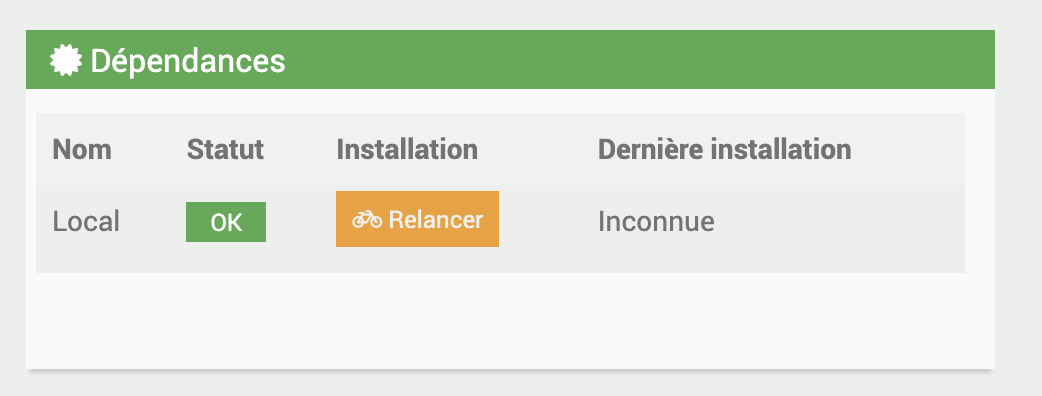 Dépendances
Nom Statut Installation Dernière installation
Local OK Relancer Inconnue